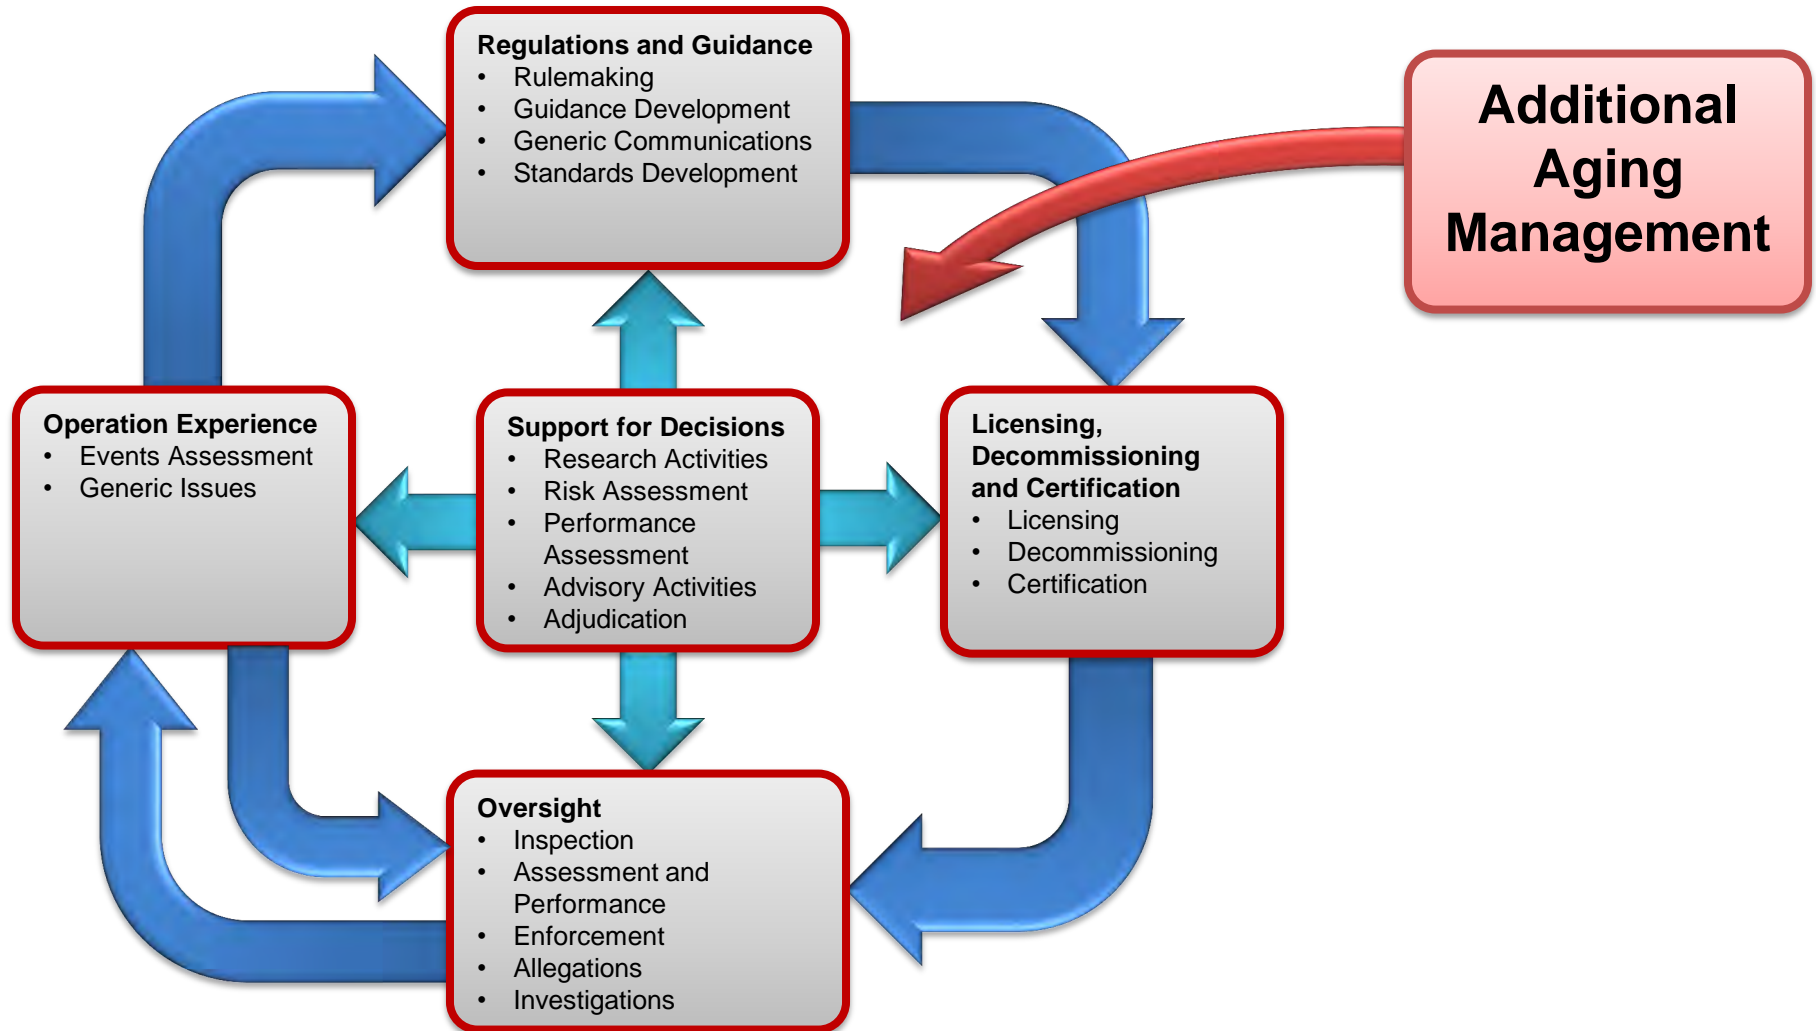 Regulations and Guidance
• Rulemaking
• Guidance Development
• Generic Communications
• Standards Development
Additional
Aging
Management
Operation Experience
• Events Assessment
• Generic Issues
Support for Decisions
• Research Activities
• Risk Assessment
• Performance
Assessment
• Advisory Activities
• Adjudication
Licensing,
Decommissioning
and Certification
• Licensing
• Decommissioning
• Certification
Oversight
• Inspection
• Assessment and
Performance
• Enforcement
• Allegations
• Investigations